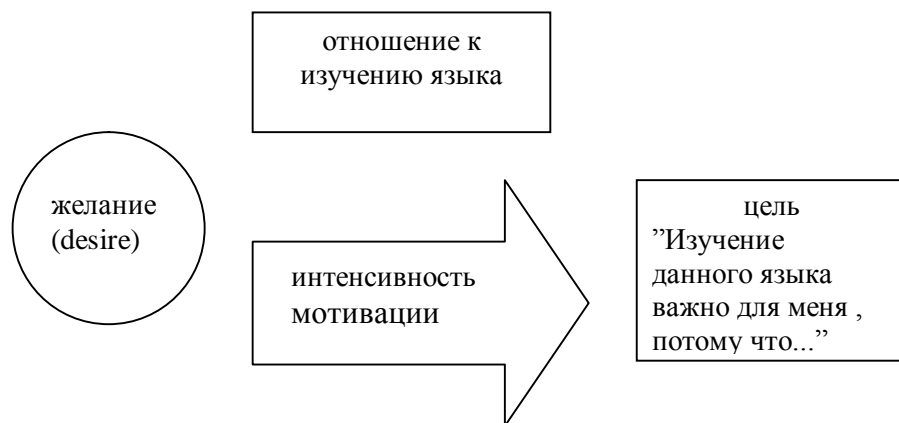 отношение к
изучению языка
желание
(desire)
интенсивность
мотивации
цель
”Изучение
данного языка
важно для меня ,
потому что...”